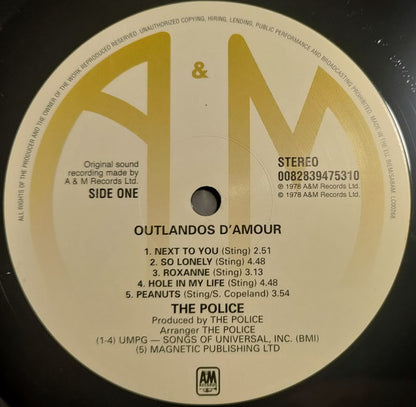 ALL RIGHTS OF THE PRODUCER AND THE OWNER OF THE WORK REPRODUCED RESERVED. UNAUTHORIZED COPYING, HIRING, LENDING, PUBLIC PERFORMANCE AND BROADCASTING PROHIBITED. MADE IN THE EU.
A & M
Original sound
recording made by
A & M Records Ltd.
SIDE ONE
STEREO
0082839475310
℗ 1978 A&M Records Ltd.
© 1978 A&M Records Ltd.
OUTLANDOS D'AMOUR
1. NEXT TO YOU (Sting) 2.51
2. SO LONELY (Sting) 4.48
3. ROXANNE (Sting) 3.13
4. HOLE IN MY LIFE (Sting) 4.48
5. PEANUTS (Sting/S. Copeland) 3.54
THE POLICE
Produced by THE POLICE
Arranger THE POLICE
(1-4) UMPG – SONGS OF UNIVERSAL, INC. (BMI)
(5) MAGNETIC PUBLISHING LTD
A&M